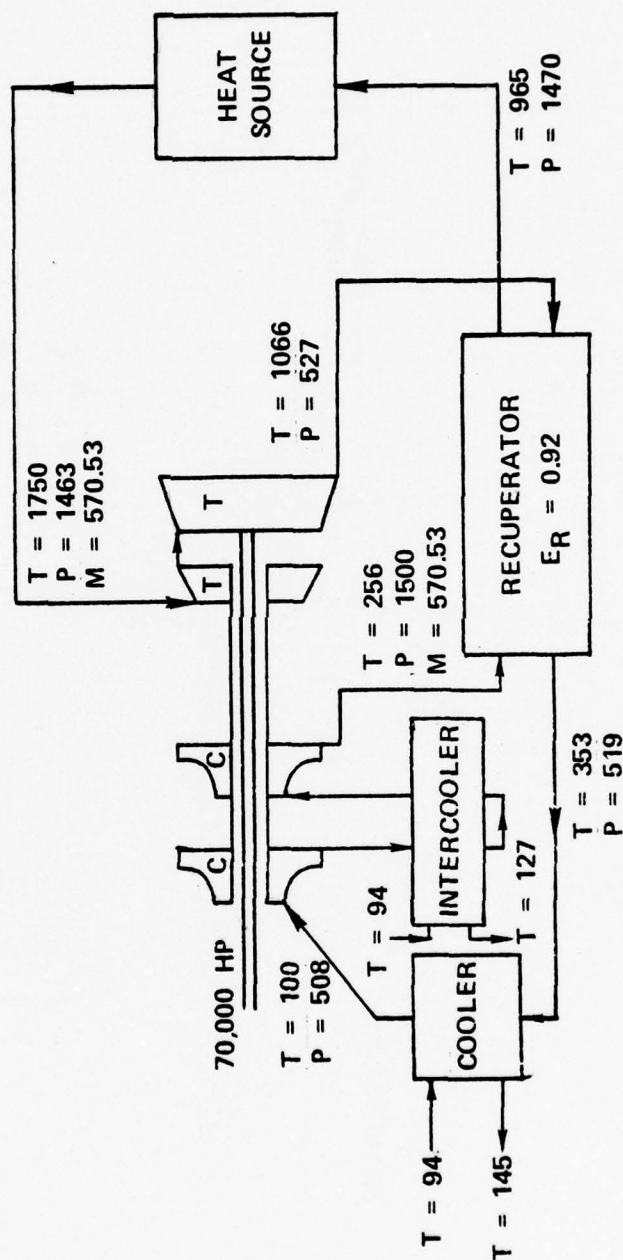 HEAT
SOURCE
T = 965
P = 1470
T = 1750
P = 1463
M = 570.53
T = 1066
P = 527
T
T
C
C
T = 256
P = 1500
M = 570.53
RECUPERATOR
E_R = 0.92
70,000 HP
T = 100
P = 508
T = 94
INTERCOOLER
T = 127
COOLER
T = 353
P = 519
T = 94
T = 145